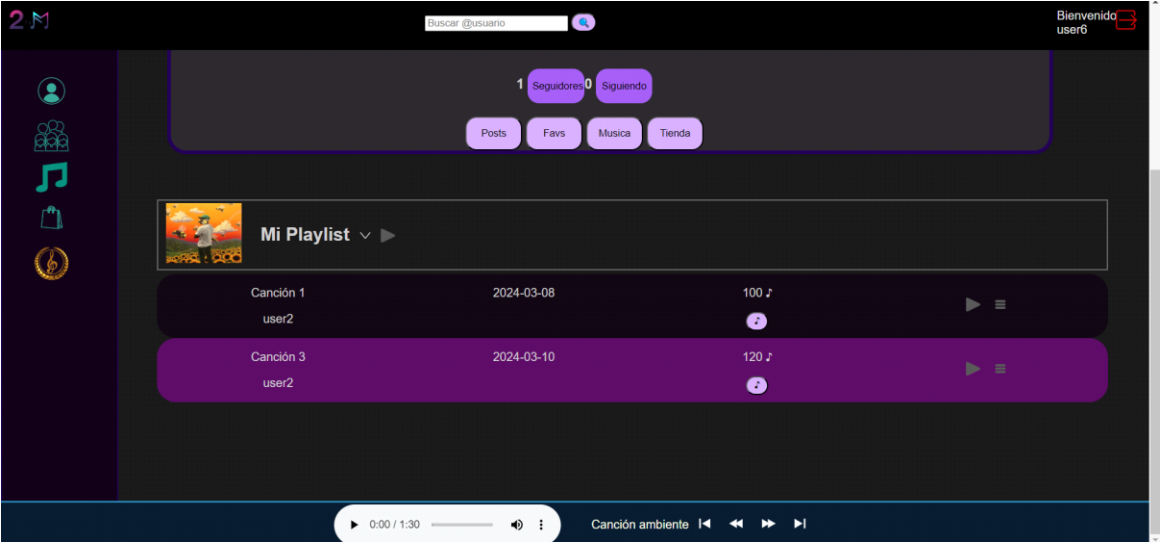 2 M
Buscar @usuario
Bienvenido
user6
1 Seguidores 0 Siguiendo
Posts Favs Musica Tienda
Mi Playlist
Canción 1 2024-03-08 100 ♪
user2 ♪
Canción 3 2024-03-10 120 ♪
user2 ♪
0:00 / 1:30 Canción ambiente